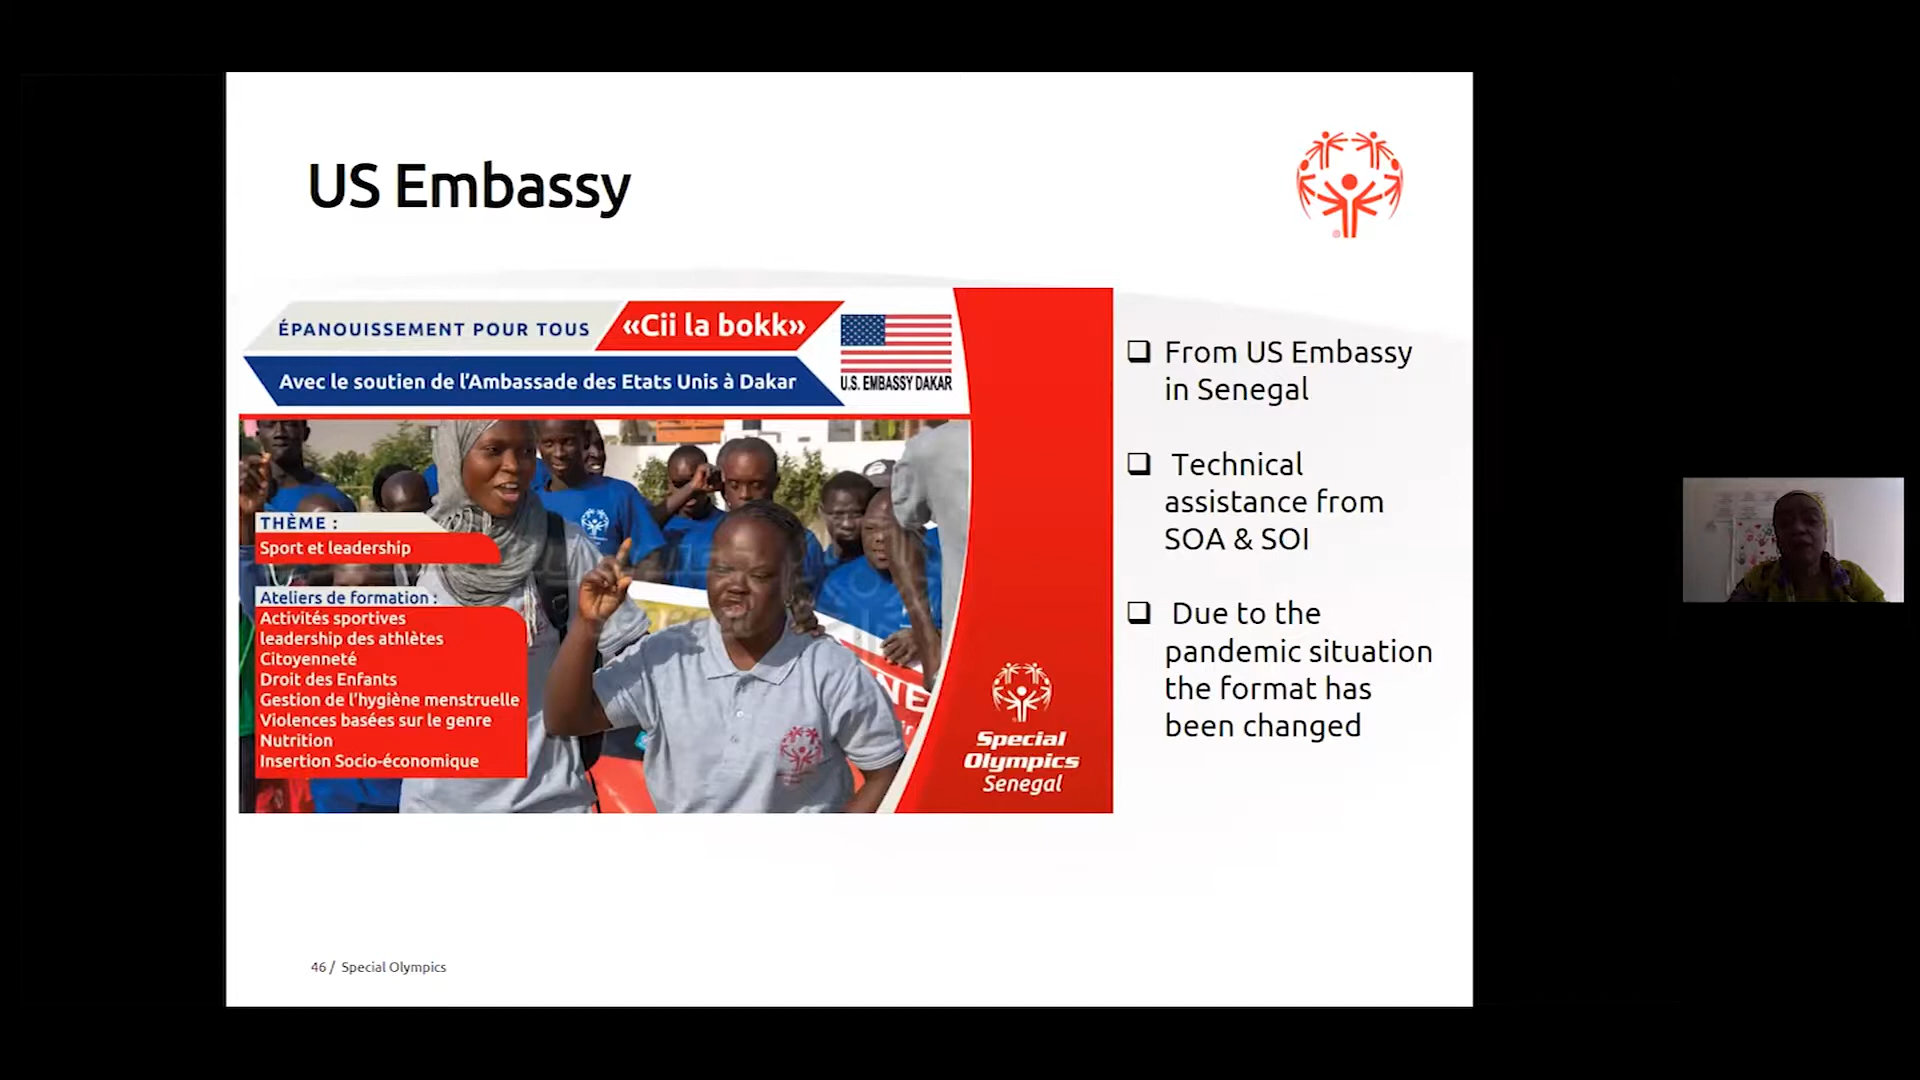 US Embassy
ÉPANOUISSEMENT POUR TOUS
«Cii la bokk»
Avec le soutien de l'Ambassade des Etats Unis à Dakar
U.S. EMBASSY DAKAR
THÈME :
Sport et leadership
Ateliers de formation :
Activités sportives
leadership des athlètes
Citoyenneté
Droit des Enfants
Gestion de l'hygiène menstruelle
Violences basées sur le genre
Nutrition
Insertion Socio-économique
Special
Olympics
Senegal
From US Embassy
in Senegal
Technical
assistance from
SOA & SOI
Due to the
pandemic situation
the format has
been changed
46 / Special Olympics